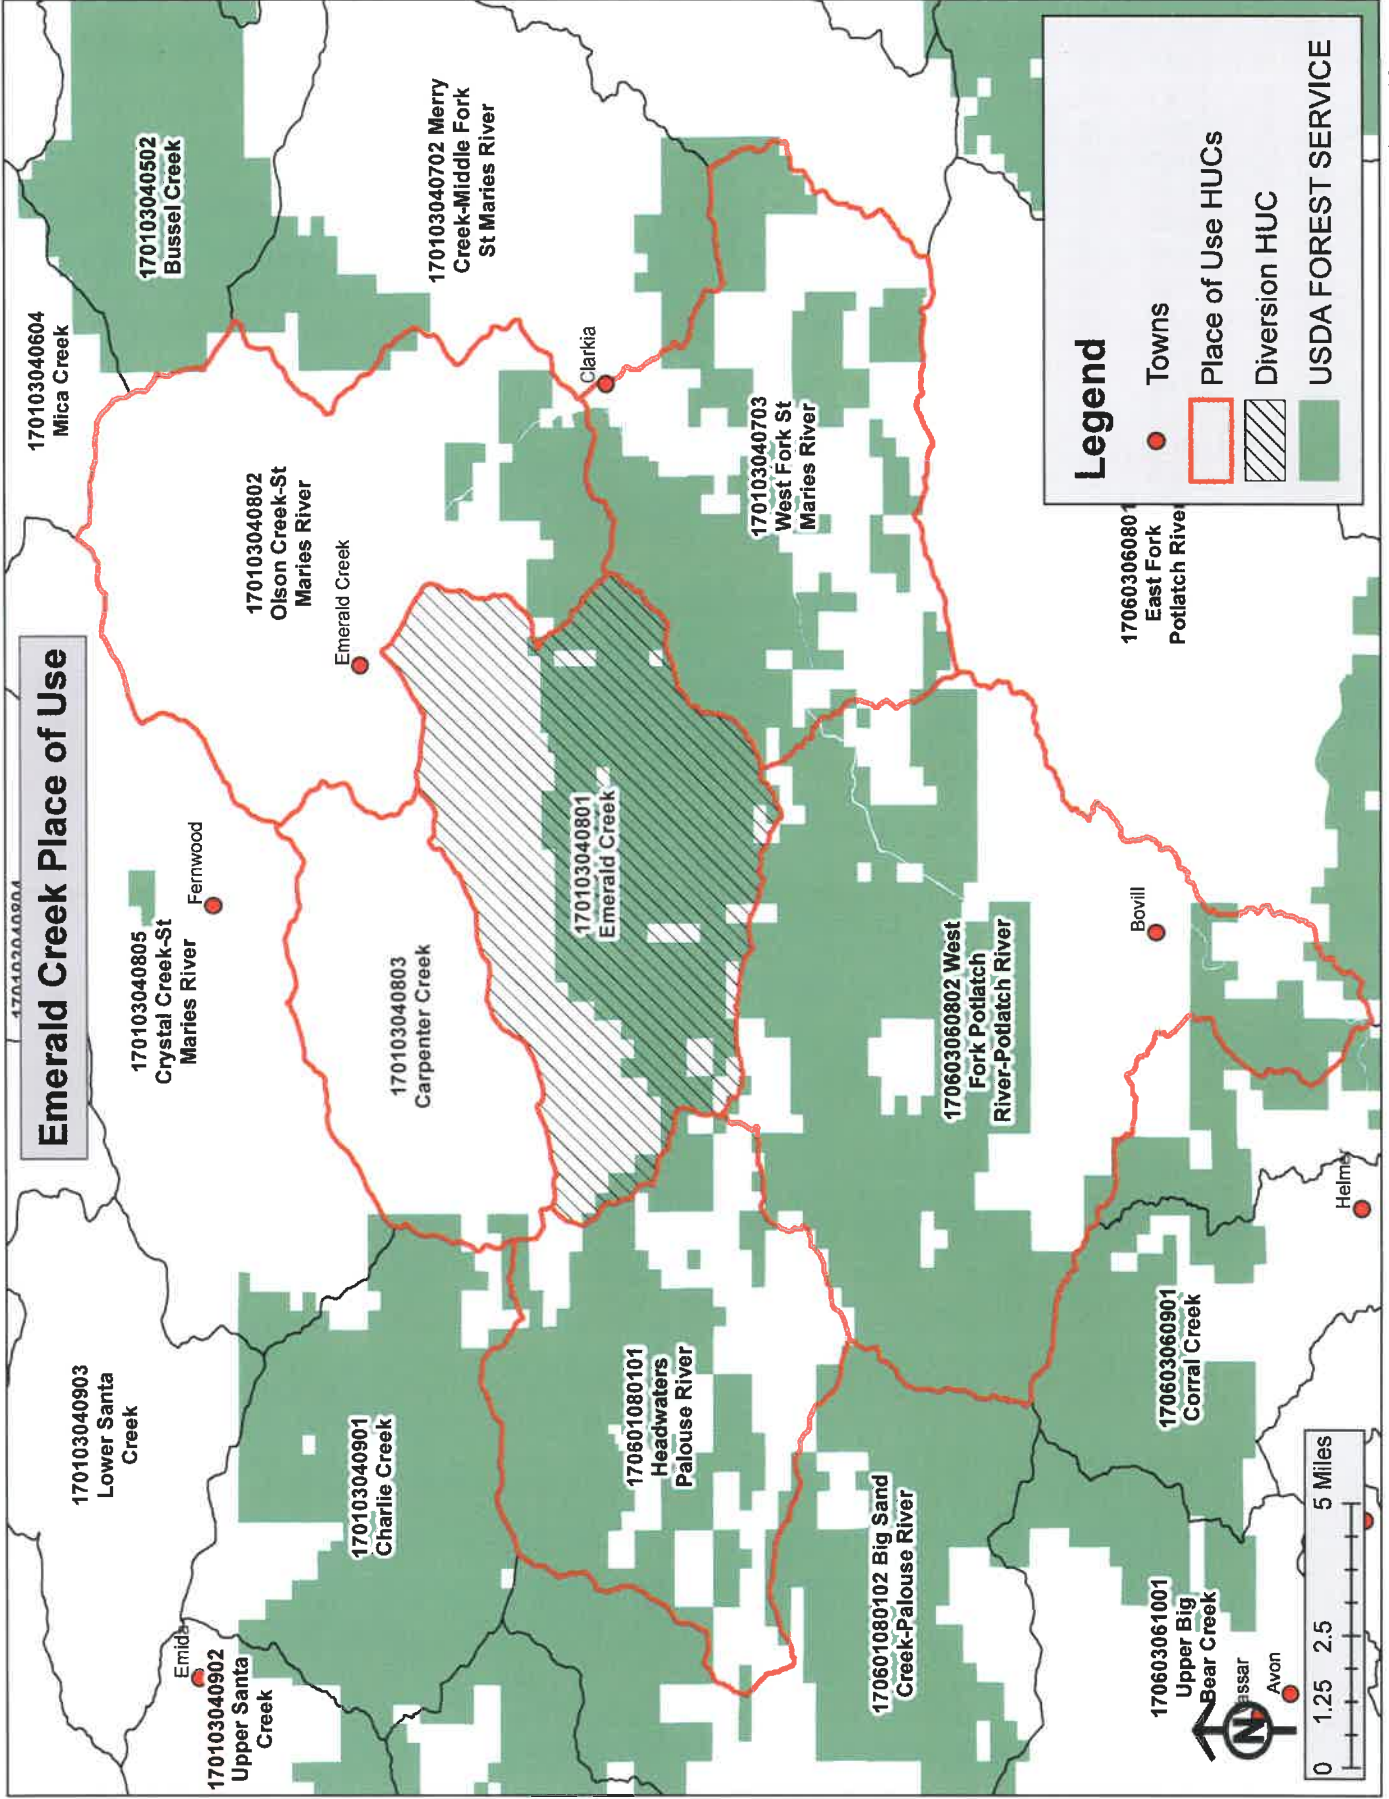 Emerald Creek Place of Use
170103040903
Lower Santa
Creek
170103040805
Crystal Creek-St
Maries River
Fernwood
170103040604
Mica Creek
170103040502
Bussel Creek
Emida
170103040902
Upper Santa
Creek
170103040901
Charlie Creek
170103040803
Carpenter Creek
170103040802
Olson Creek-St
Maries River
Emerald Creek
170103040702 Merry
Creek-Middle Fork
St Maries River
Clarkia
170103040801
Emerald Creek
170601080101
Headwaters
Palouse River
170103040703
West Fork St
Maries River
170601080102 Big Sand
Creek-Palouse River
170603060802 West
Fork Potlatch
River-Potlatch River
Bovill
170603060801
East Fork
Potlatch River
170603061001
Upper Big
Bear Creek
170603060901
Corral Creek
assar
Avon
Helmer
N
0 1.25 2.5 5 Miles
Legend
Towns
Place of Use HUCs
Diversion HUC
USDA FOREST SERVICE